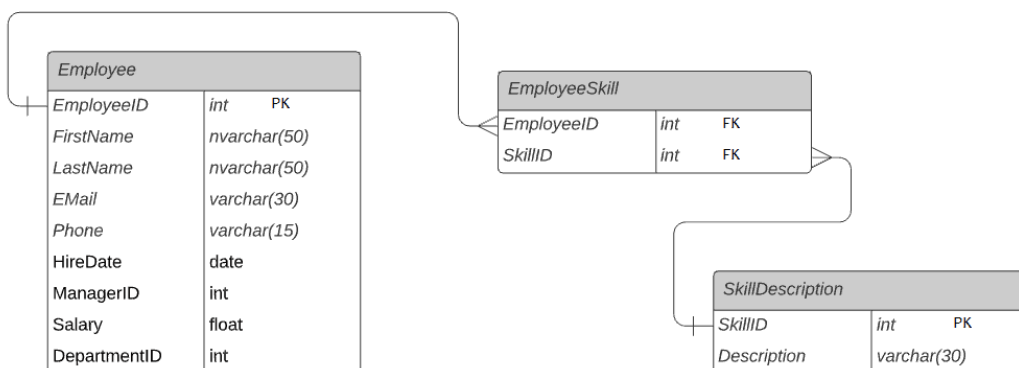 Employee
EmployeeID int PK
FirstName nvarchar(50)
LastName nvarchar(50)
EMail varchar(30)
Phone varchar(15)
HireDate date
ManagerID int
Salary float
DepartmentID int
EmployeeSkill
EmployeeID int FK
SkillID int FK
SkillDescription
SkillID int PK
Description varchar(30)